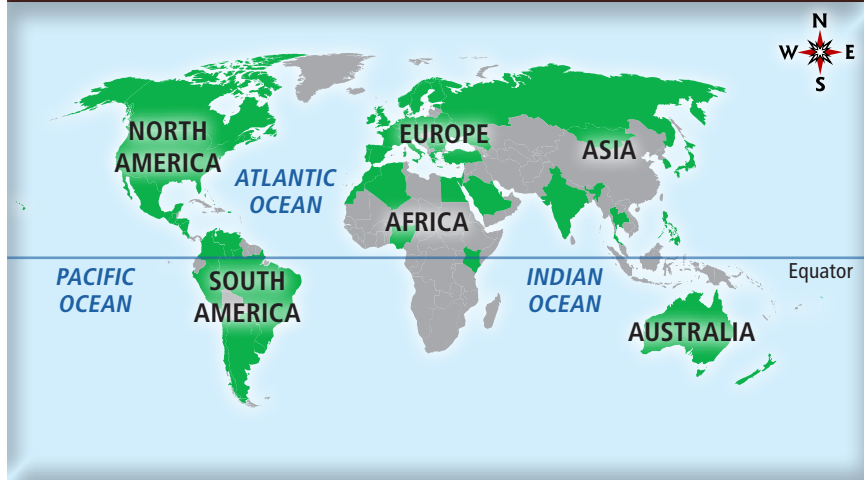 N
W E
S
NORTH
AMERICA
EUROPE
ASIA
ATLANTIC
OCEAN
AFRICA
PACIFIC
OCEAN
SOUTH
AMERICA
INDIAN
OCEAN
Equator
AUSTRALIA